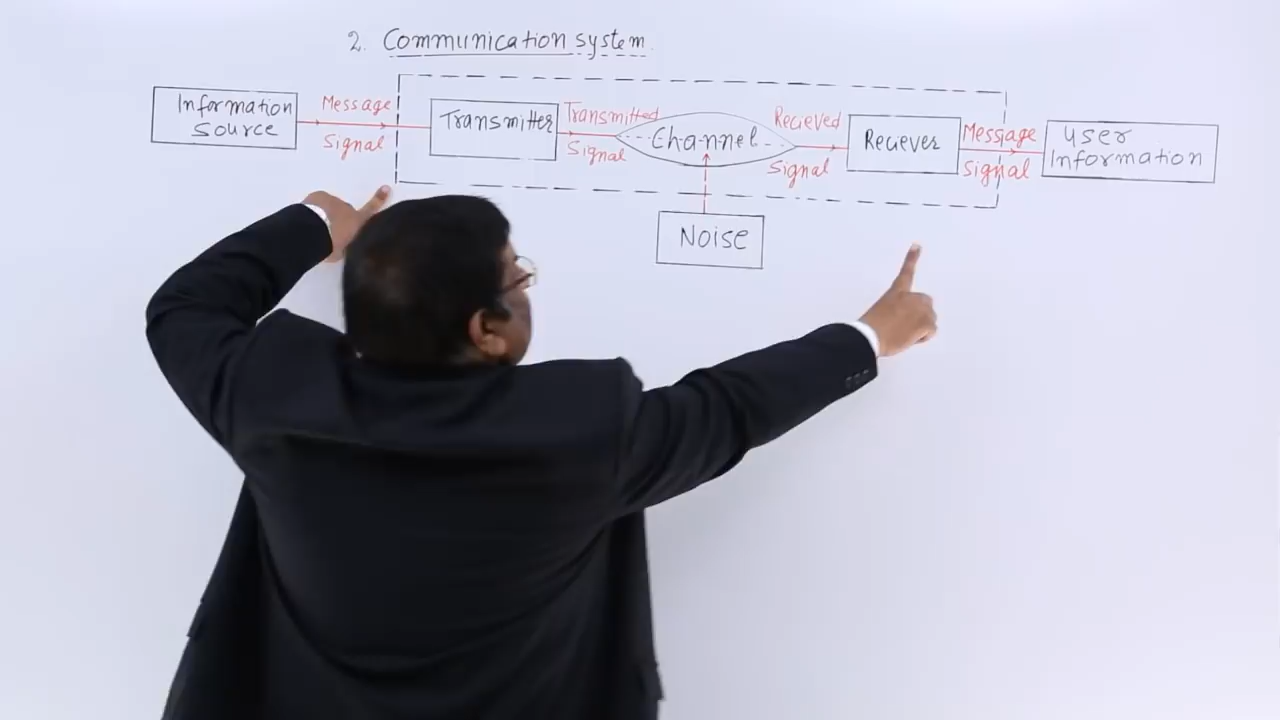 2. Communication system.
Information
Source
Message
Signal
Transmitter
Transmitted
Signal
Channel
Recieved
Signal
Reciever
Message
Signal
User
Information
Noise